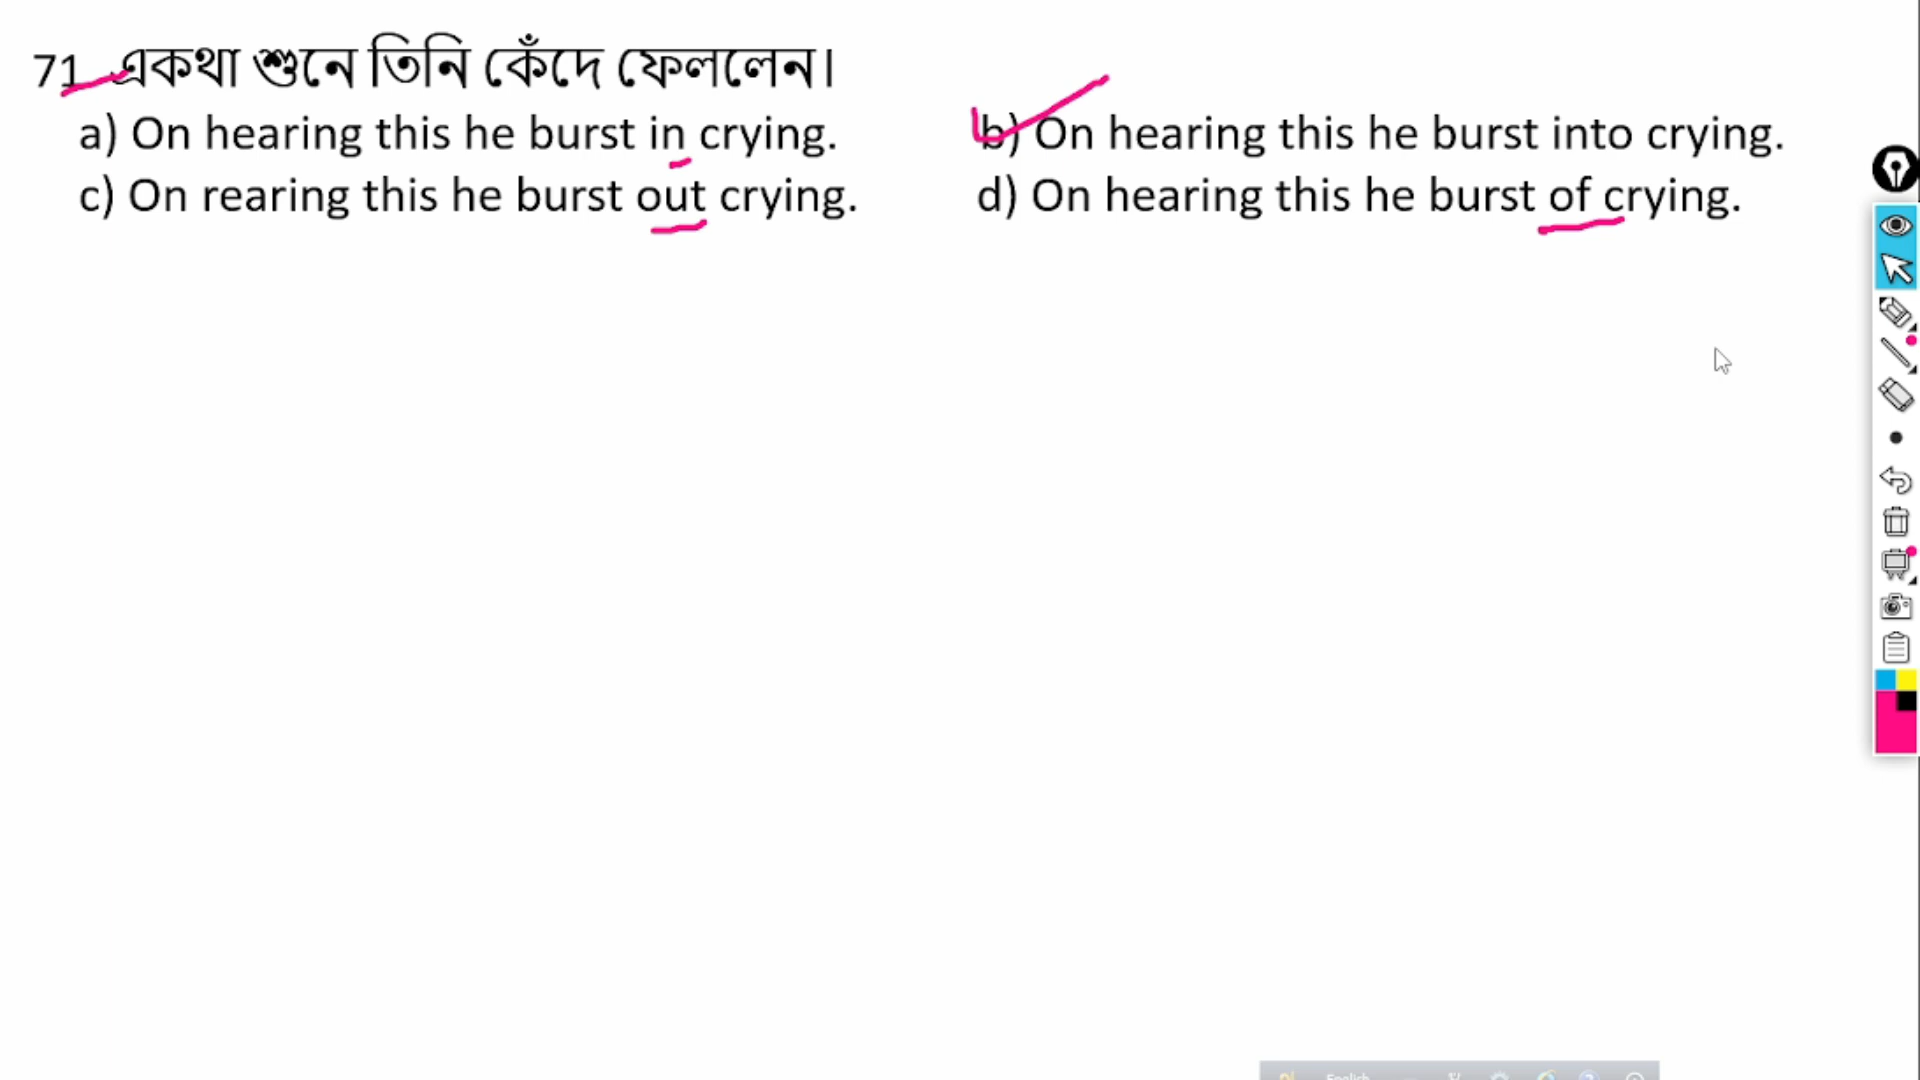 71. একথা শুনে তিনি কেঁদে ফেললেন।
a) On hearing this he burst in crying.
b) On hearing this he burst into crying.
c) On rearing this he burst out crying.
d) On hearing this he burst of crying.
English